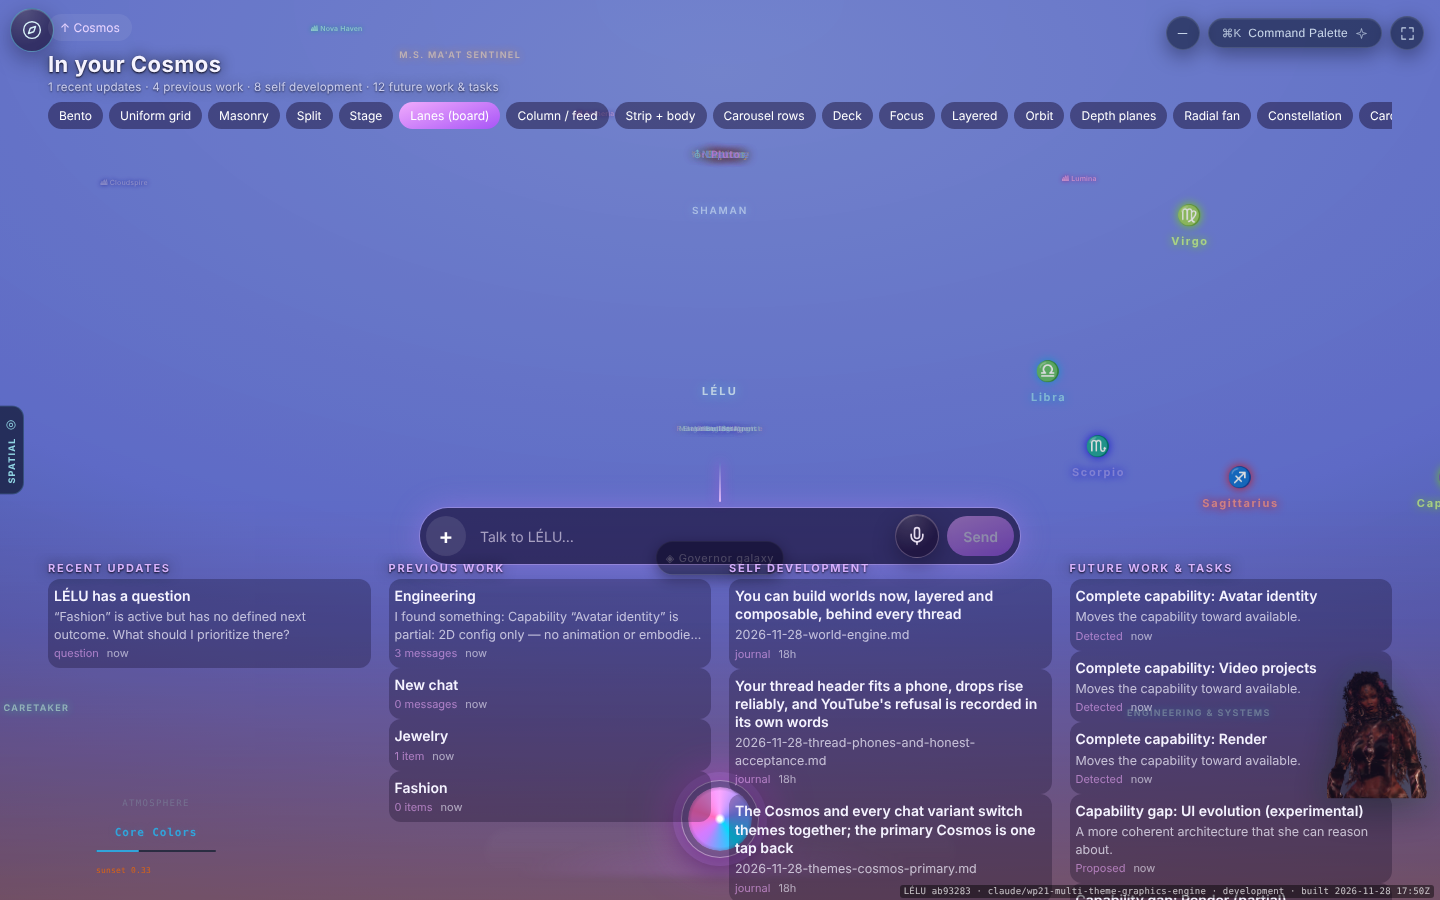 ↑ Cosmos
Nova Haven
M.S. MA'AT SENTINEL
⌘K Command Palette
In your Cosmos
1 recent updates · 4 previous work · 8 self development · 12 future work & tasks
Bento
Uniform grid
Masonry
Split
Stage
Lanes (board)
Column / feed
Strip + body
Carousel rows
Deck
Focus
Layered
Orbit
Depth planes
Radial fan
Constellation
Card
Pluto
Cloudspire
Lumina
SHAMAN
Virgo
LÉLU
Libra
SPATIAL
Scorpio
Sagittarius
Cap
+ Talk to LÉLU...
Send
◈ Governor galaxy
RECENT UPDATES
LÉLU has a question
“Fashion” is active but has no defined next
outcome. What should I prioritize there?
question now
PREVIOUS WORK
Engineering
I found something: Capability “Avatar identity” is
partial: 2D config only — no animation or embodie...
3 messages now
New chat
0 messages now
Jewelry
1 item now
Fashion
0 items now
SELF DEVELOPMENT
You can build worlds now, layered and
composable, behind every thread
2026-11-28-world-engine.md
journal 18h
Your thread header fits a phone, drops rise
reliably, and YouTube's refusal is recorded in
its own words
2026-11-28-thread-phones-and-honest-
acceptance.md
journal 18h
The Cosmos and every chat variant switch
themes together; the primary Cosmos is one
tap back
2026-11-28-themes-cosmos-primary.md
journal 18h
FUTURE WORK & TASKS
Complete capability: Avatar identity
Moves the capability toward available.
Detected now
Complete capability: Video projects
Moves the capability toward available.
Detected now
ENGINEERING & SYSTEMS
Complete capability: Render
Moves the capability toward available.
Detected now
Capability gap: UI evolution (experimental)
A more coherent architecture that she can reason
about.
Proposed now
Capability gap: Render (partial)
CARETAKER
ATMOSPHERE
Core Colors
sunset 0.33
LÉLU ab93283 · claude/wp21-multi-theme-graphics-engine · development · built 2026-11-28 17:50Z